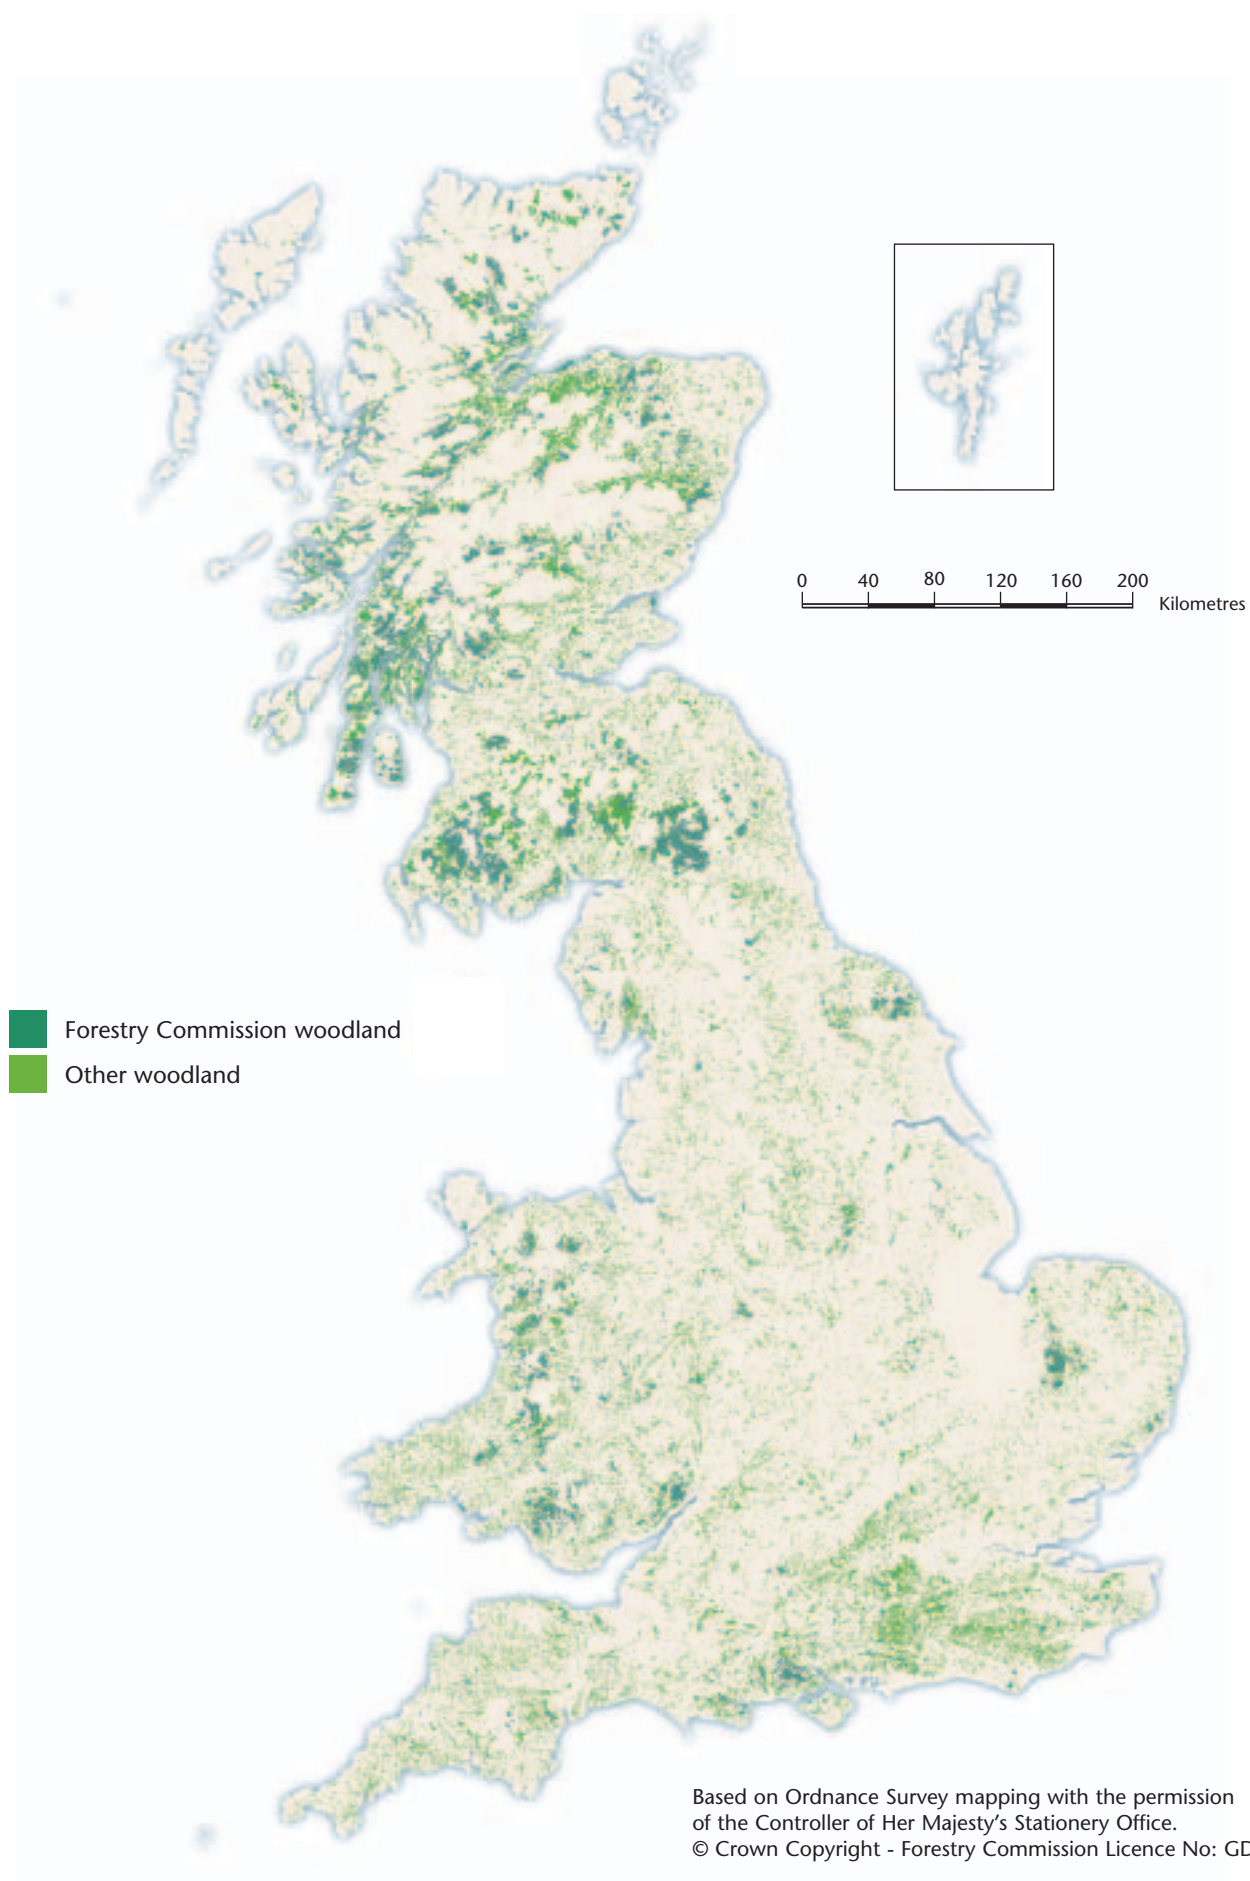 0 40 80 120 160 200
Kilometres
Forestry Commission woodland
Other woodland
Based on Ordnance Survey mapping with the permission
of the Controller of Her Majesty’s Stationery Office.
© Crown Copyright - Forestry Commission Licence No: GD